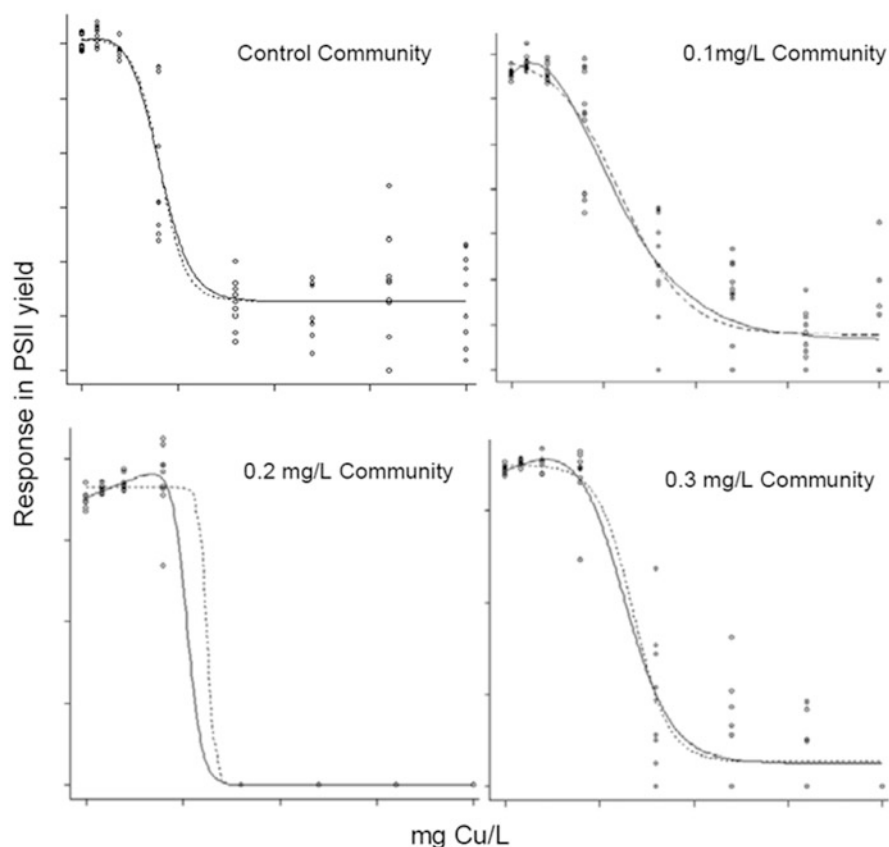 Control Community
0.1mg/L Community
Response in PSII yield
0.2 mg/L Community
0.3 mg/L Community
mg Cu/L